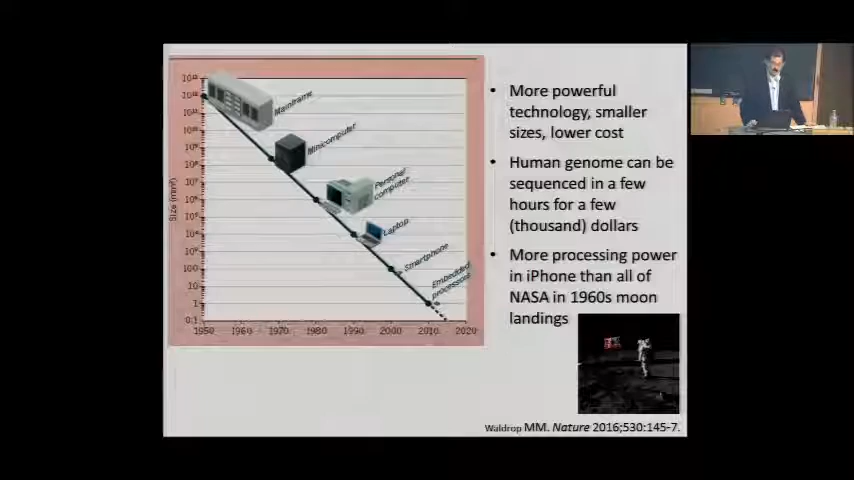 Mainframe
Minicomputer
Personal
computer
Laptop
Smartphone
Embedded
processors
Size (mm³)
100
10
1
0.1
1950 1960 1970 1980 1990 2000 2010 2020
• More powerful
technology, smaller
sizes, lower cost
• Human genome can be
sequenced in a few
hours for a few
(thousand) dollars
• More processing power
in iPhone than all of
NASA in 1960s moon
landings
Waldrop MM. Nature 2016;530:145-7.